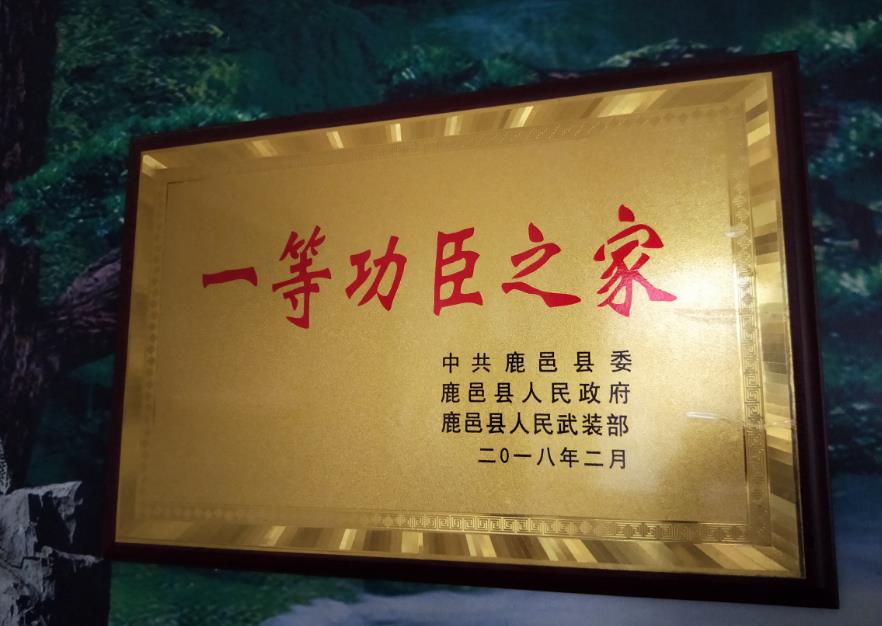 一等功臣之家
中共鹿邑县委
鹿邑县人民政府
鹿邑县人民武装部
二0一八年二月